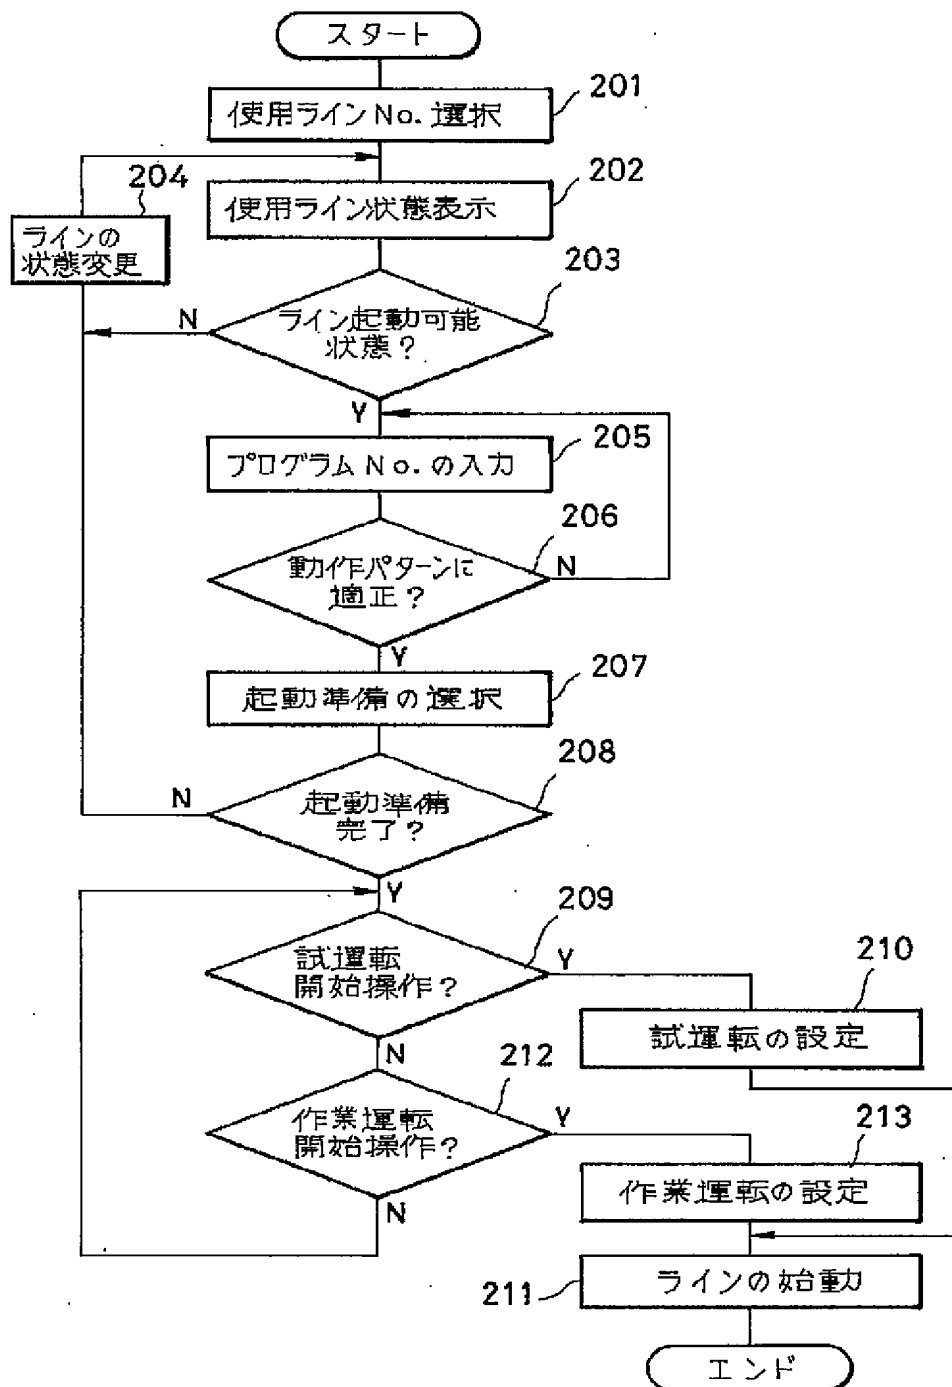 スタート
201
使用ラインNo.選択
204
202
使用ライン状態表示
ラインの
状態変更
203
N
ライン起動可能
状態?
Y
205
プログラムNo.の入力
206
動作パターンに
適正?
N
Y
207
起動準備の選択
208
N
起動準備
完了?
Y
209
試運転
開始操作?
Y
210
試運転の設定
N
212
作業運転
開始操作?
Y
213
作業運転の設定
N
211
ラインの始動
エンド